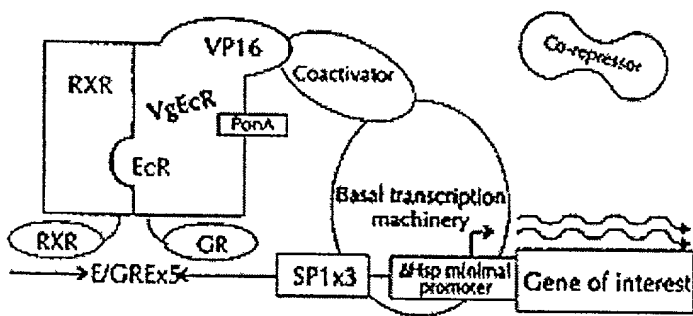 VP16
Co-repressor
Coactivator
RXR
VgEcR
PonA
EcR
Basal transcription
machinery
RXR
GR
E/GREx5
SP1x3
ΔHsp minimal
promoter
Gene of interest